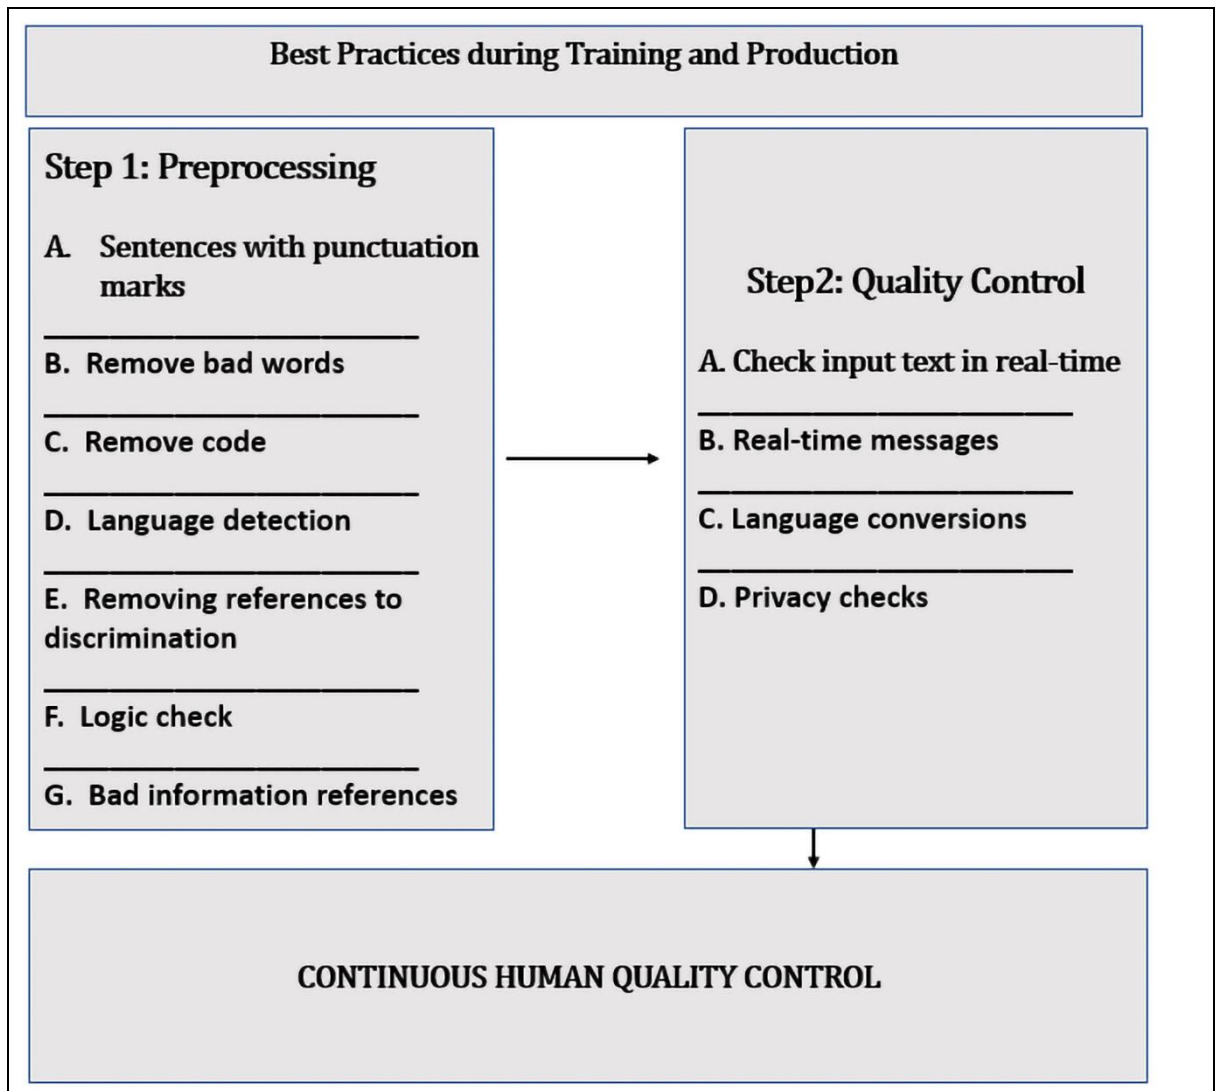 Best Practices during Training and Production
Step 1: Preprocessing
A. Sentences with punctuation
marks
B. Remove bad words
C. Remove code
D. Language detection
E. Removing references to
discrimination
F. Logic check
G. Bad information references
Step2: Quality Control
A. Check input text in real-time
B. Real-time messages
C. Language conversions
D. Privacy checks
CONTINUOUS HUMAN QUALITY CONTROL